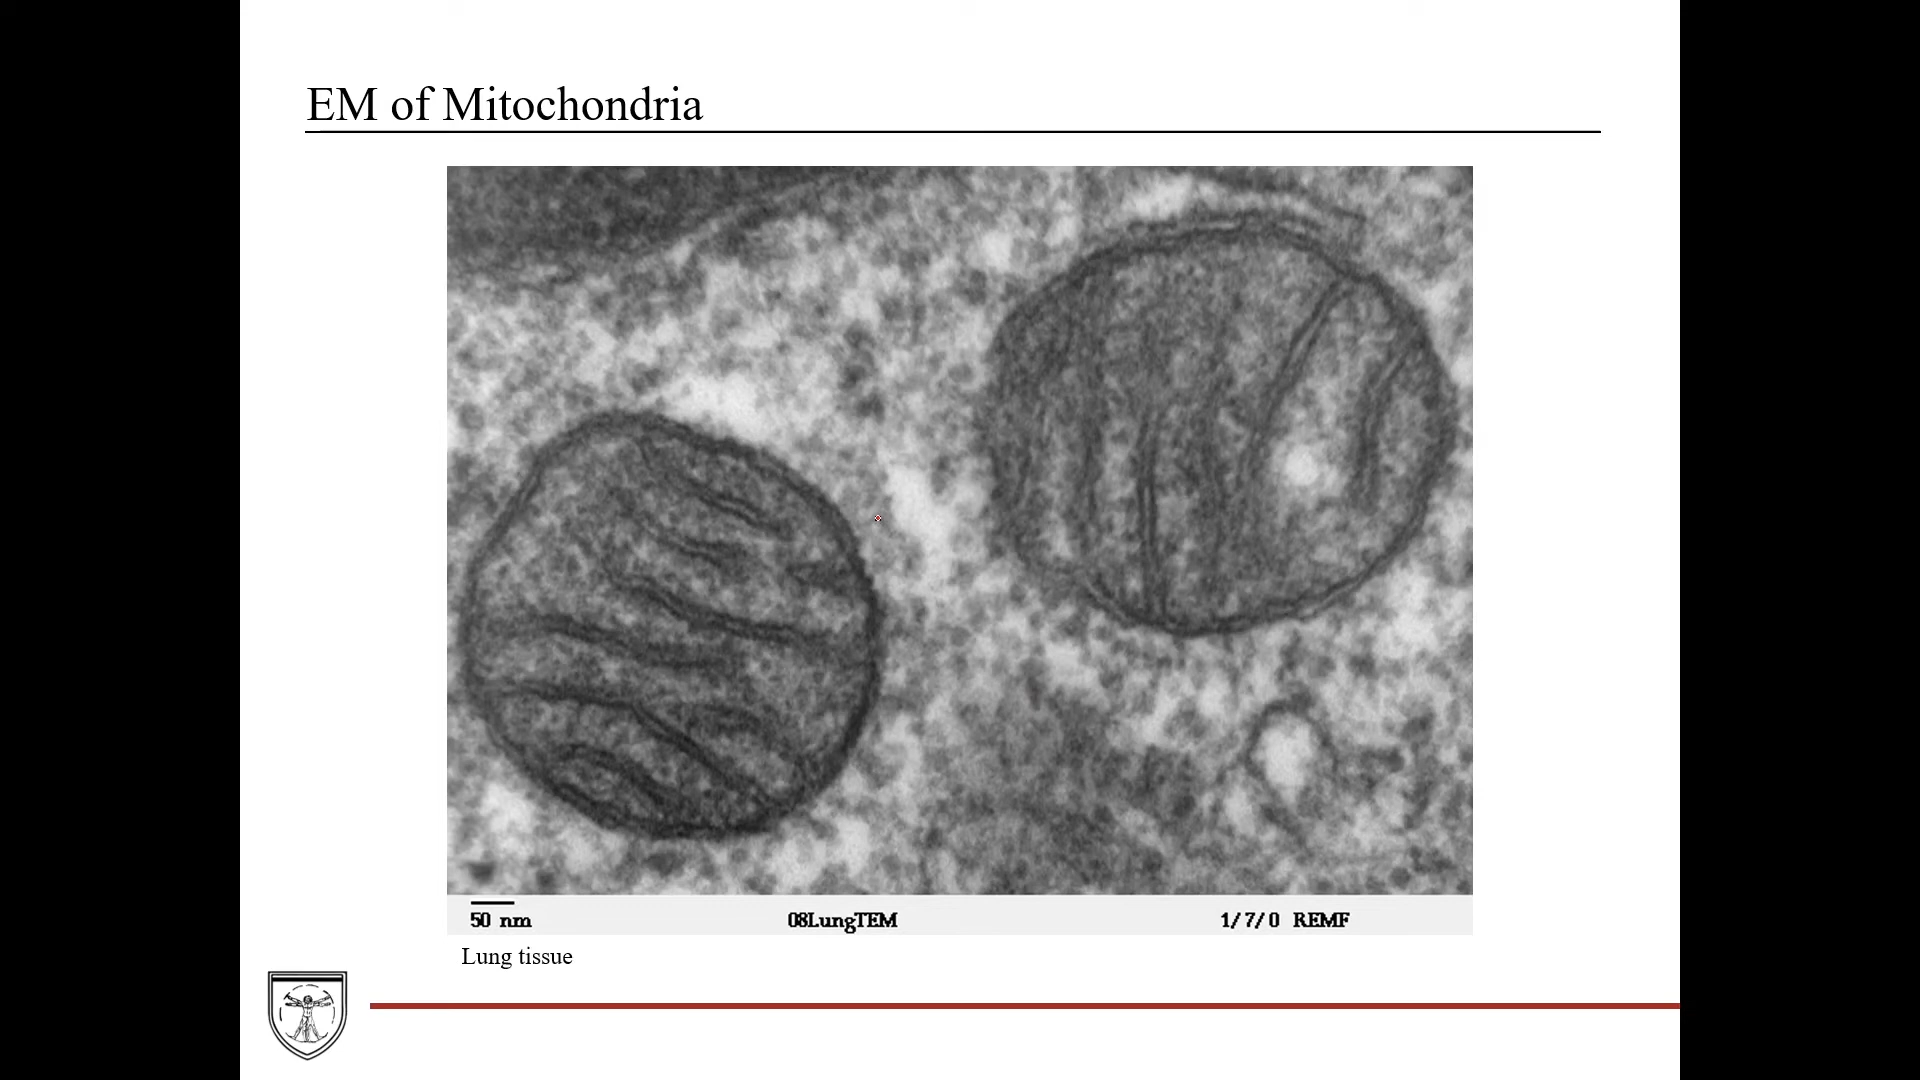 EM of Mitochondria
50 nm
08LungTEM
1/7/0 REMF
Lung tissue